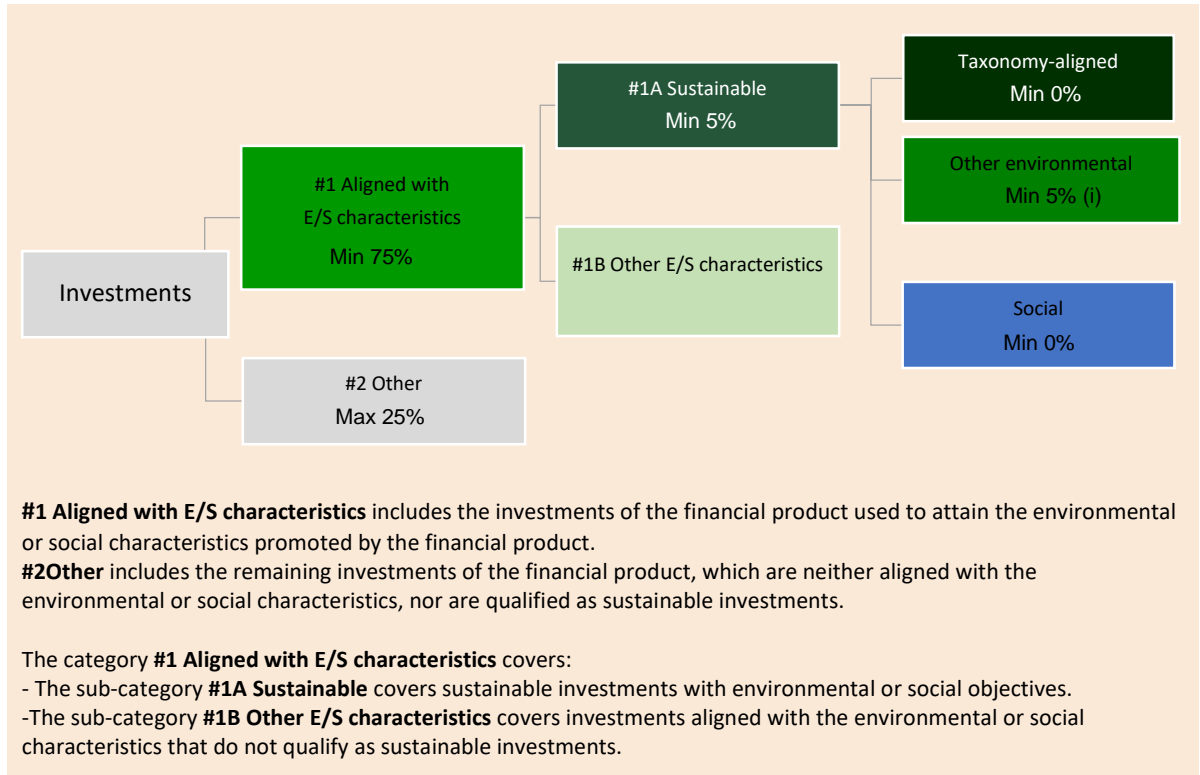 Investments
#1 Aligned with
E/S characteristics
Min 75%
#2 Other
Max 25%
#1A Sustainable
Min 5%
#1B Other E/S characteristics
Taxonomy-aligned
Min 0%
Other environmental
Min 5% (i)
Social
Min 0%
#1 Aligned with E/S characteristics includes the investments of the financial product used to attain the environmental
or social characteristics promoted by the financial product.
#2Other includes the remaining investments of the financial product, which are neither aligned with the
environmental or social characteristics, nor are qualified as sustainable investments.
The category #1 Aligned with E/S characteristics covers:
- The sub-category #1A Sustainable covers sustainable investments with environmental or social objectives.
-The sub-category #1B Other E/S characteristics covers investments aligned with the environmental or social
characteristics that do not qualify as sustainable investments.